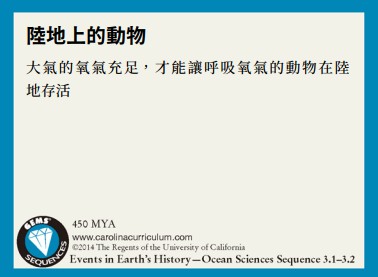 陸地上的動物
大氣的氧氣充足，才能讓呼吸氧氣的動物在陸
地存活
GEMS
SEQUENCES
450 MYA
www.carolinacurriculum.com
©2014 The Regents of the University of California
Events in Earth's History—Ocean Sciences Sequence 3.1–3.2